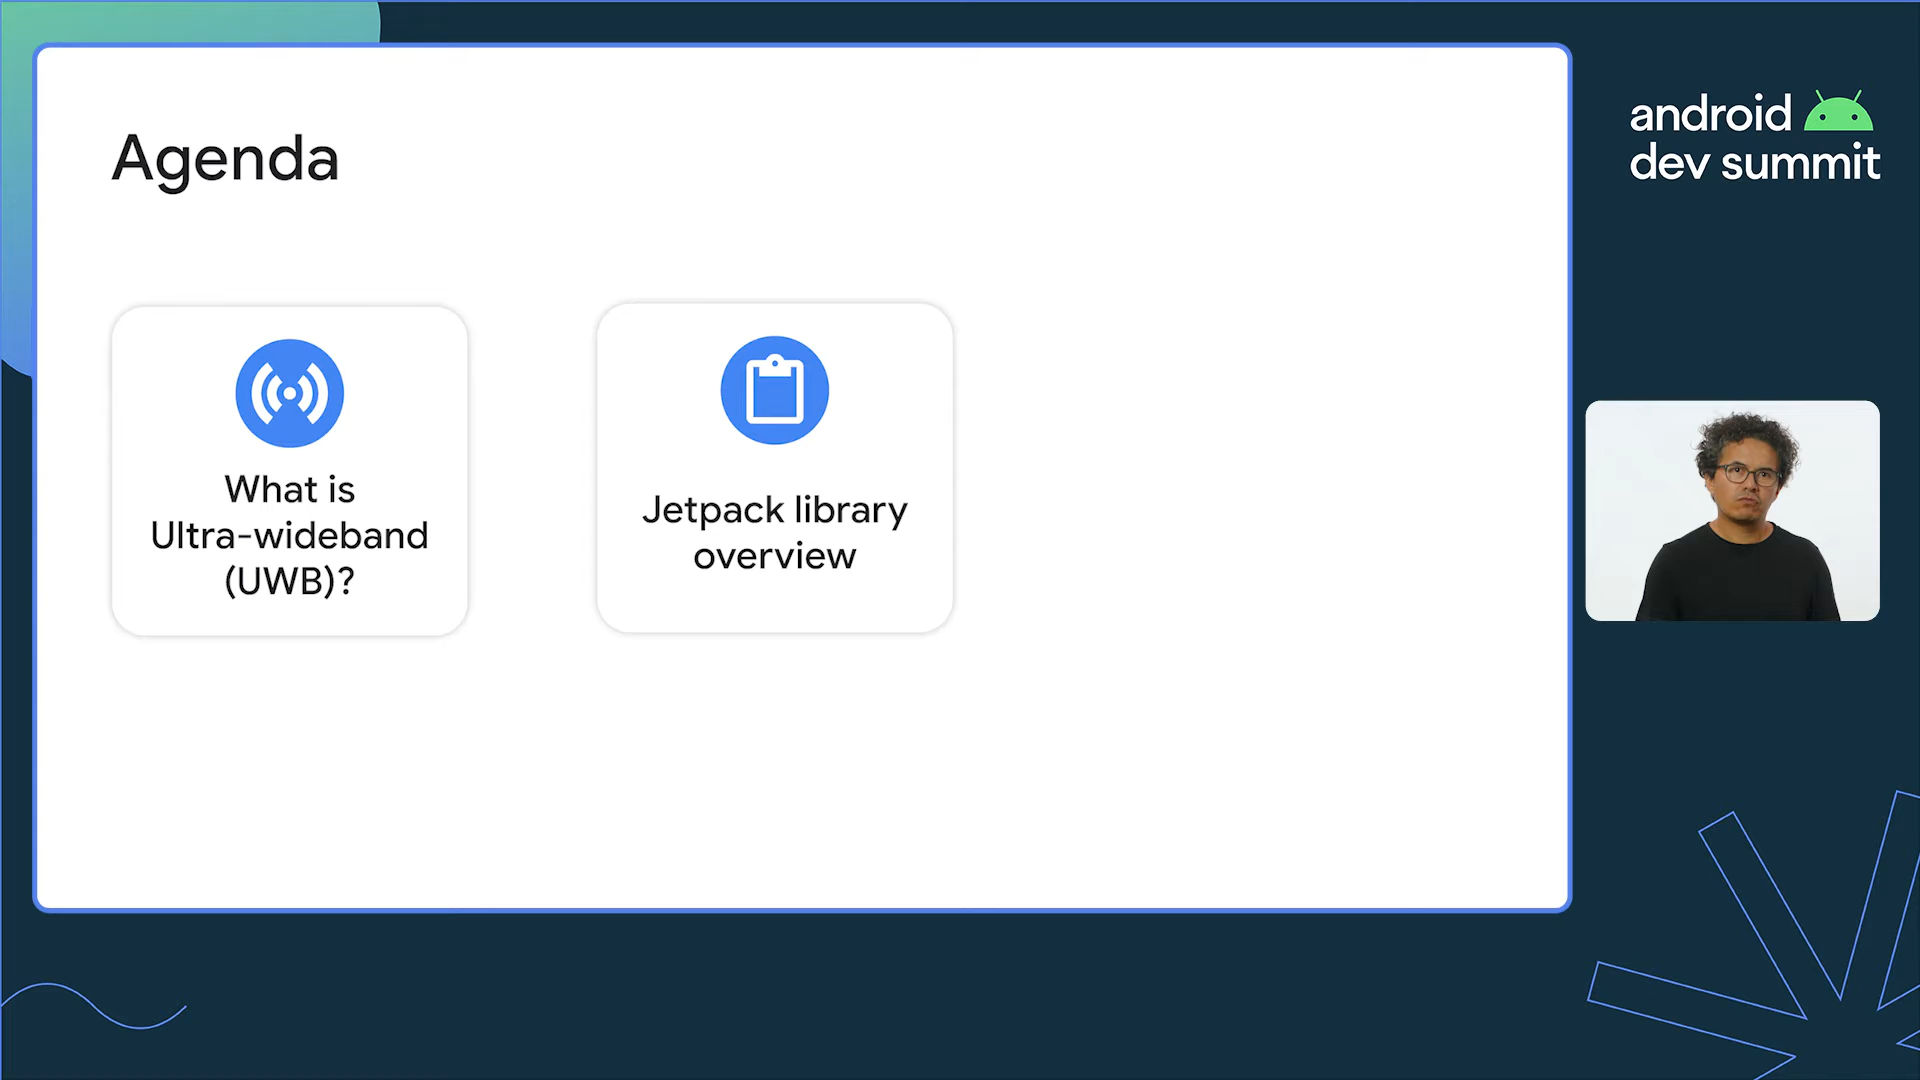 Agenda
What is
Ultra-wideband
(UWB)?
Jetpack library
overview
android
dev summit